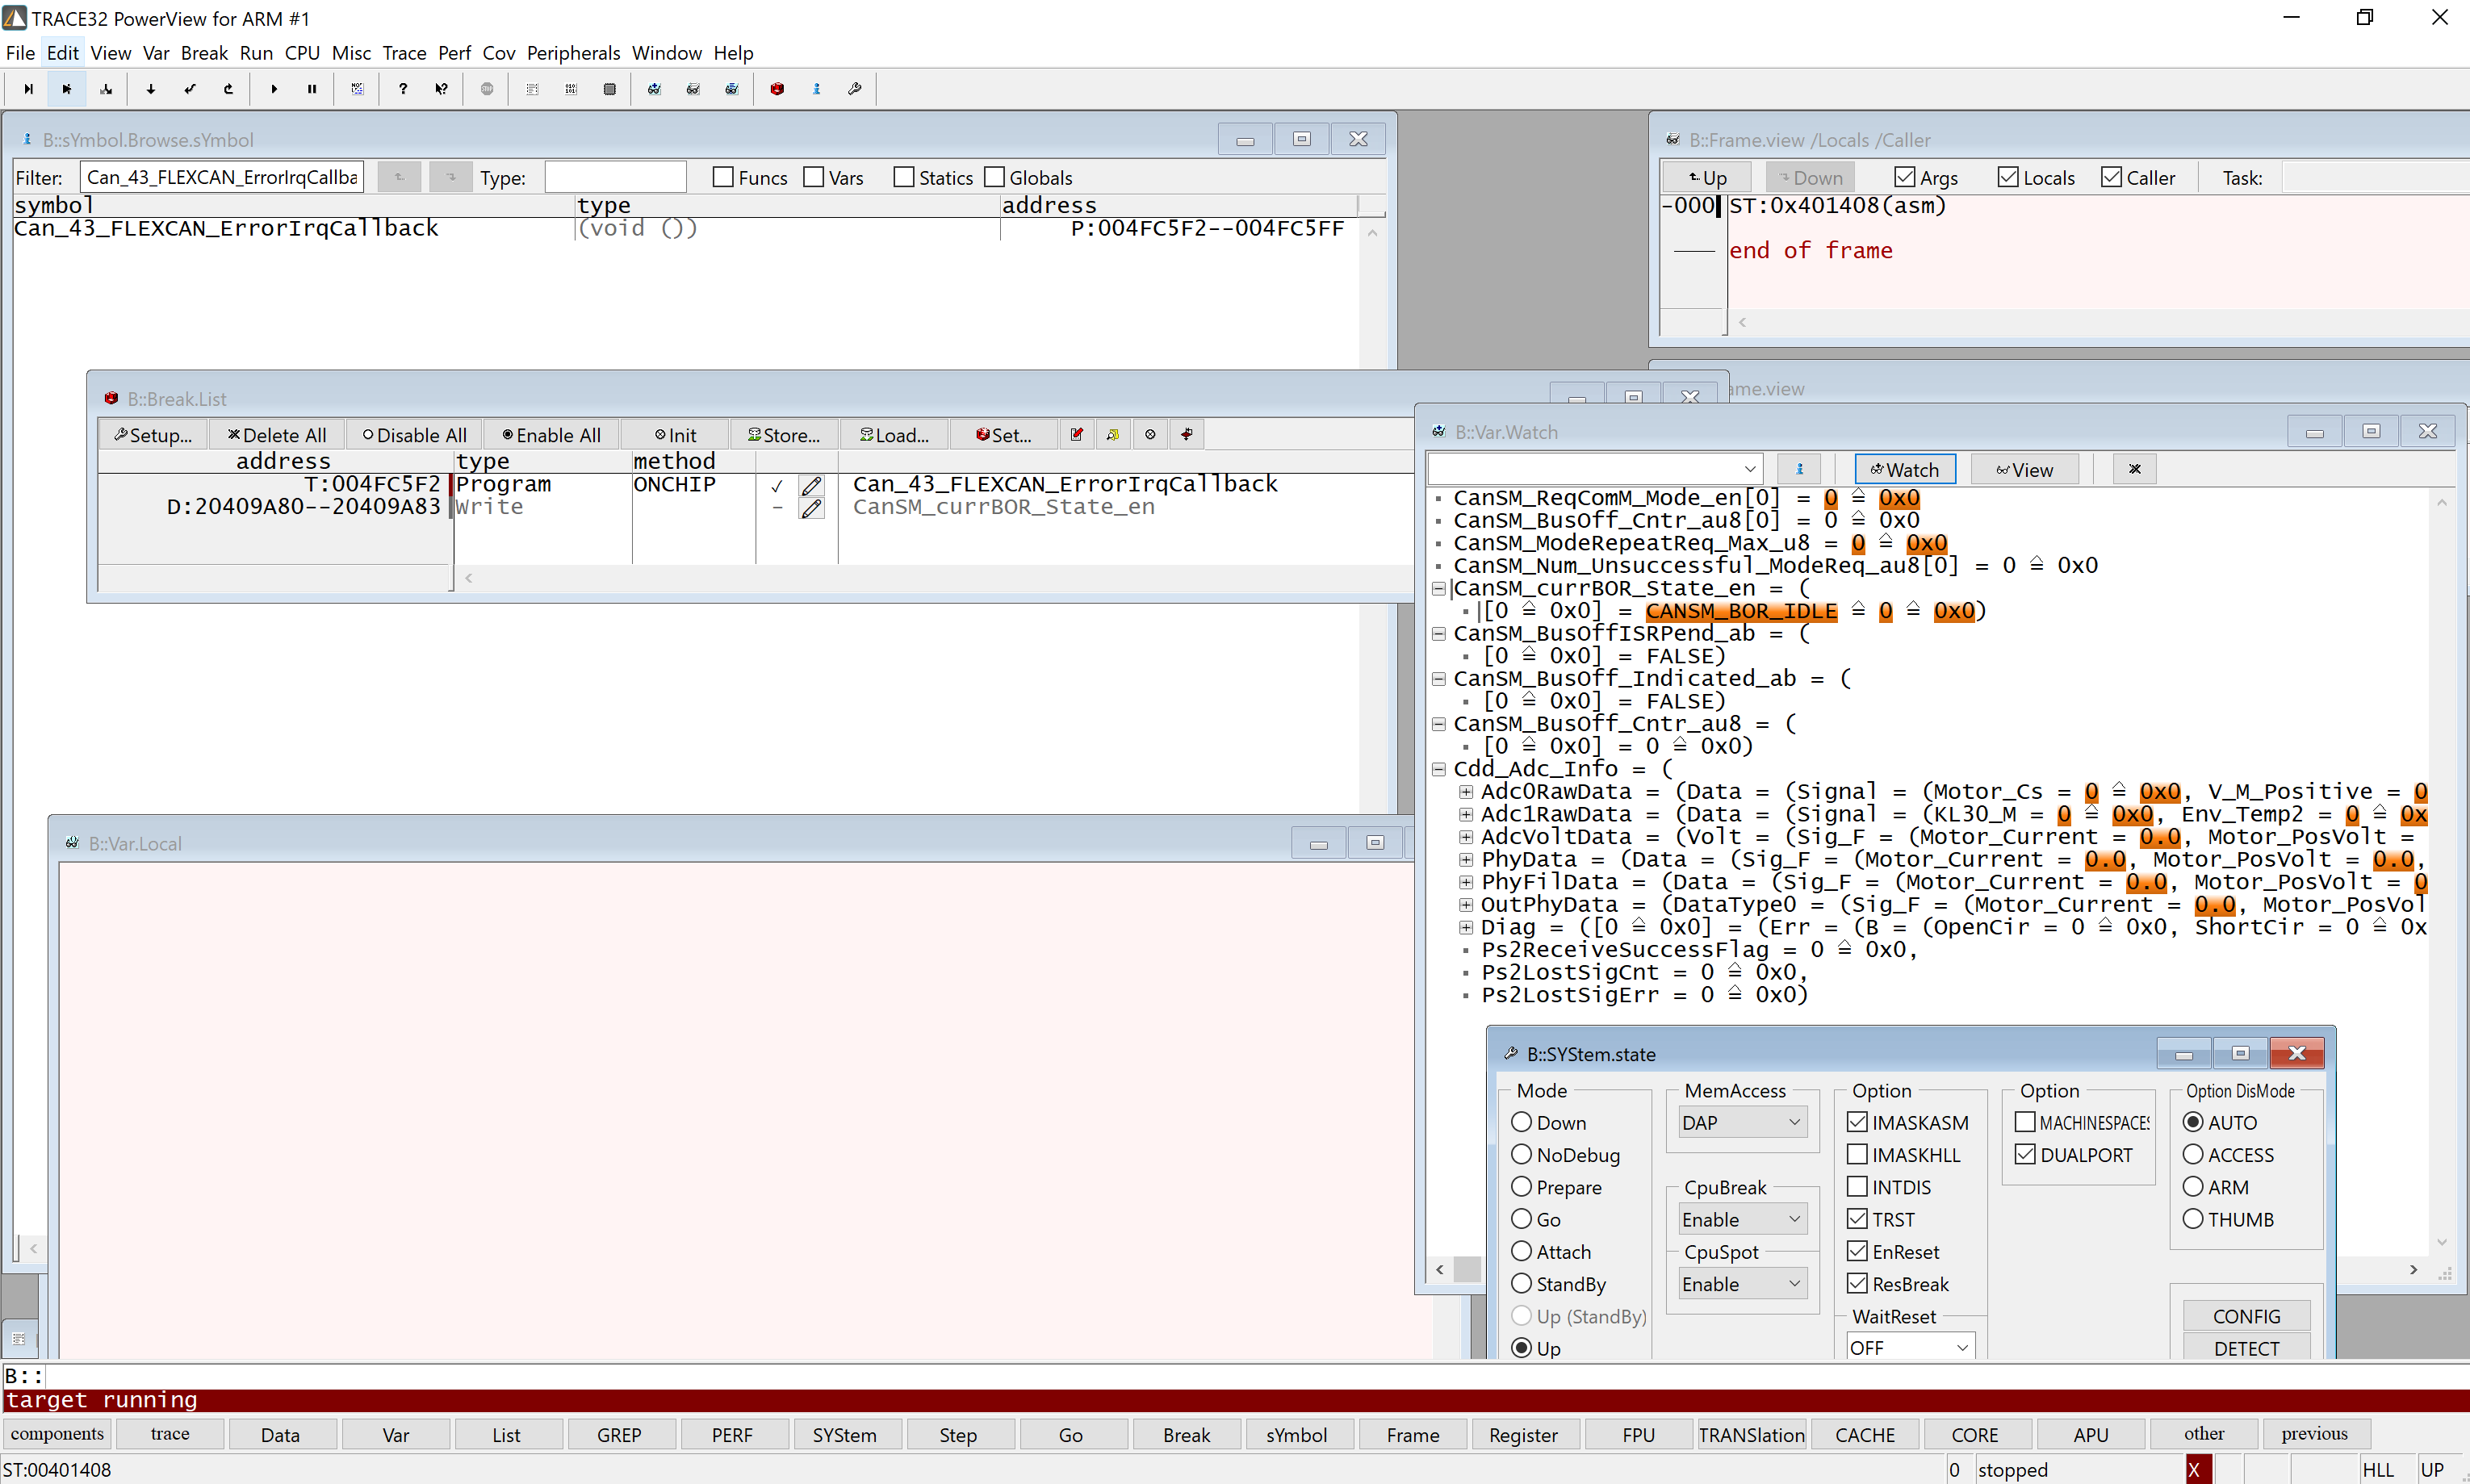 TRACE32 PowerView for ARM #1
File Edit View Var Break Run CPU Misc Trace Perf Cov Peripherals Window Help
B::sYmbol.Browse.sYmbol
Filter: Can_43_FLEXCAN_ErrorIrqCallba Type: Funcs Vars Statics Globals
symbol type address
Can_43_FLEXCAN_ErrorIrqCallback (void ()) P:004FC5F2--004FC5FF
B::Frame.view /Locals /Caller
Up Down Args Locals Caller Task:
-000 ST:0x401408(asm)
end of frame
B::Break.List
Setup... Delete All Disable All Enable All Init Store... Load... Set...
address type method
T:004FC5F2 Program ONCHIP ✓ Can_43_FLEXCAN_ErrorIrqCallback
D:20409A80--20409A83 Write – CanSM_currBOR_State_en
ame.view
B::Var.Watch
Watch View
CanSM_ReqComM_Mode_en[0] = 0 ≙ 0x0
CanSM_BusOff_Cntr_au8[0] = 0 ≙ 0x0
CanSM_ModeRepeatReq_Max_u8 = 0 ≙ 0x0
CanSM_Num_Unsuccessful_ModeReq_au8[0] = 0 ≙ 0x0
CanSM_currBOR_State_en = (
[0 ≙ 0x0] = CANSM_BOR_IDLE ≙ 0 ≙ 0x0)
CanSM_BusOffISRPend_ab = (
[0 ≙ 0x0] = FALSE)
CanSM_BusOff_Indicated_ab = (
[0 ≙ 0x0] = FALSE)
CanSM_BusOff_Cntr_au8 = (
[0 ≙ 0x0] = 0 ≙ 0x0)
Cdd_Adc_Info = (
Adc0RawData = (Data = (Signal = (Motor_Cs = 0 ≙ 0x0, V_M_Positive = 0
Adc1RawData = (Data = (Signal = (KL30_M = 0 ≙ 0x0, Env_Temp2 = 0 ≙ 0x
AdcVoltData = (Volt = (Sig_F = (Motor_Current = 0.0, Motor_PosVolt =
PhyData = (Data = (Sig_F = (Motor_Current = 0.0, Motor_PosVolt = 0.0,
PhyFilData = (Data = (Sig_F = (Motor_Current = 0.0, Motor_PosVolt = 0
OutPhyData = (DataType0 = (Sig_F = (Motor_Current = 0.0, Motor_PosVol
Diag = ([0 ≙ 0x0] = (Err = (B = (OpenCir = 0 ≙ 0x0, ShortCir = 0 ≙ 0x
Ps2ReceiveSuccessFlag = 0 ≙ 0x0,
Ps2LostSigCnt = 0 ≙ 0x0,
Ps2LostSigErr = 0 ≙ 0x0)
B::Var.Local
B::SYStem.state
Mode MemAccess Option Option Option DisMode
Down DAP IMASKASM MACHINESPACES AUTO
NoDebug IMASKHLL DUALPORT ACCESS
Prepare CpuBreak INTDIS ARM
Go Enable TRST THUMB
Attach CpuSpot EnReset
StandBy Enable ResBreak
Up (StandBy) WaitReset CONFIG
Up OFF DETECT
B::
target running
components trace Data Var List GREP PERF SYStem Step Go Break sYmbol Frame Register FPU TRANSlation CACHE CORE APU other previous
ST:00401408 0 stopped X HLL UP